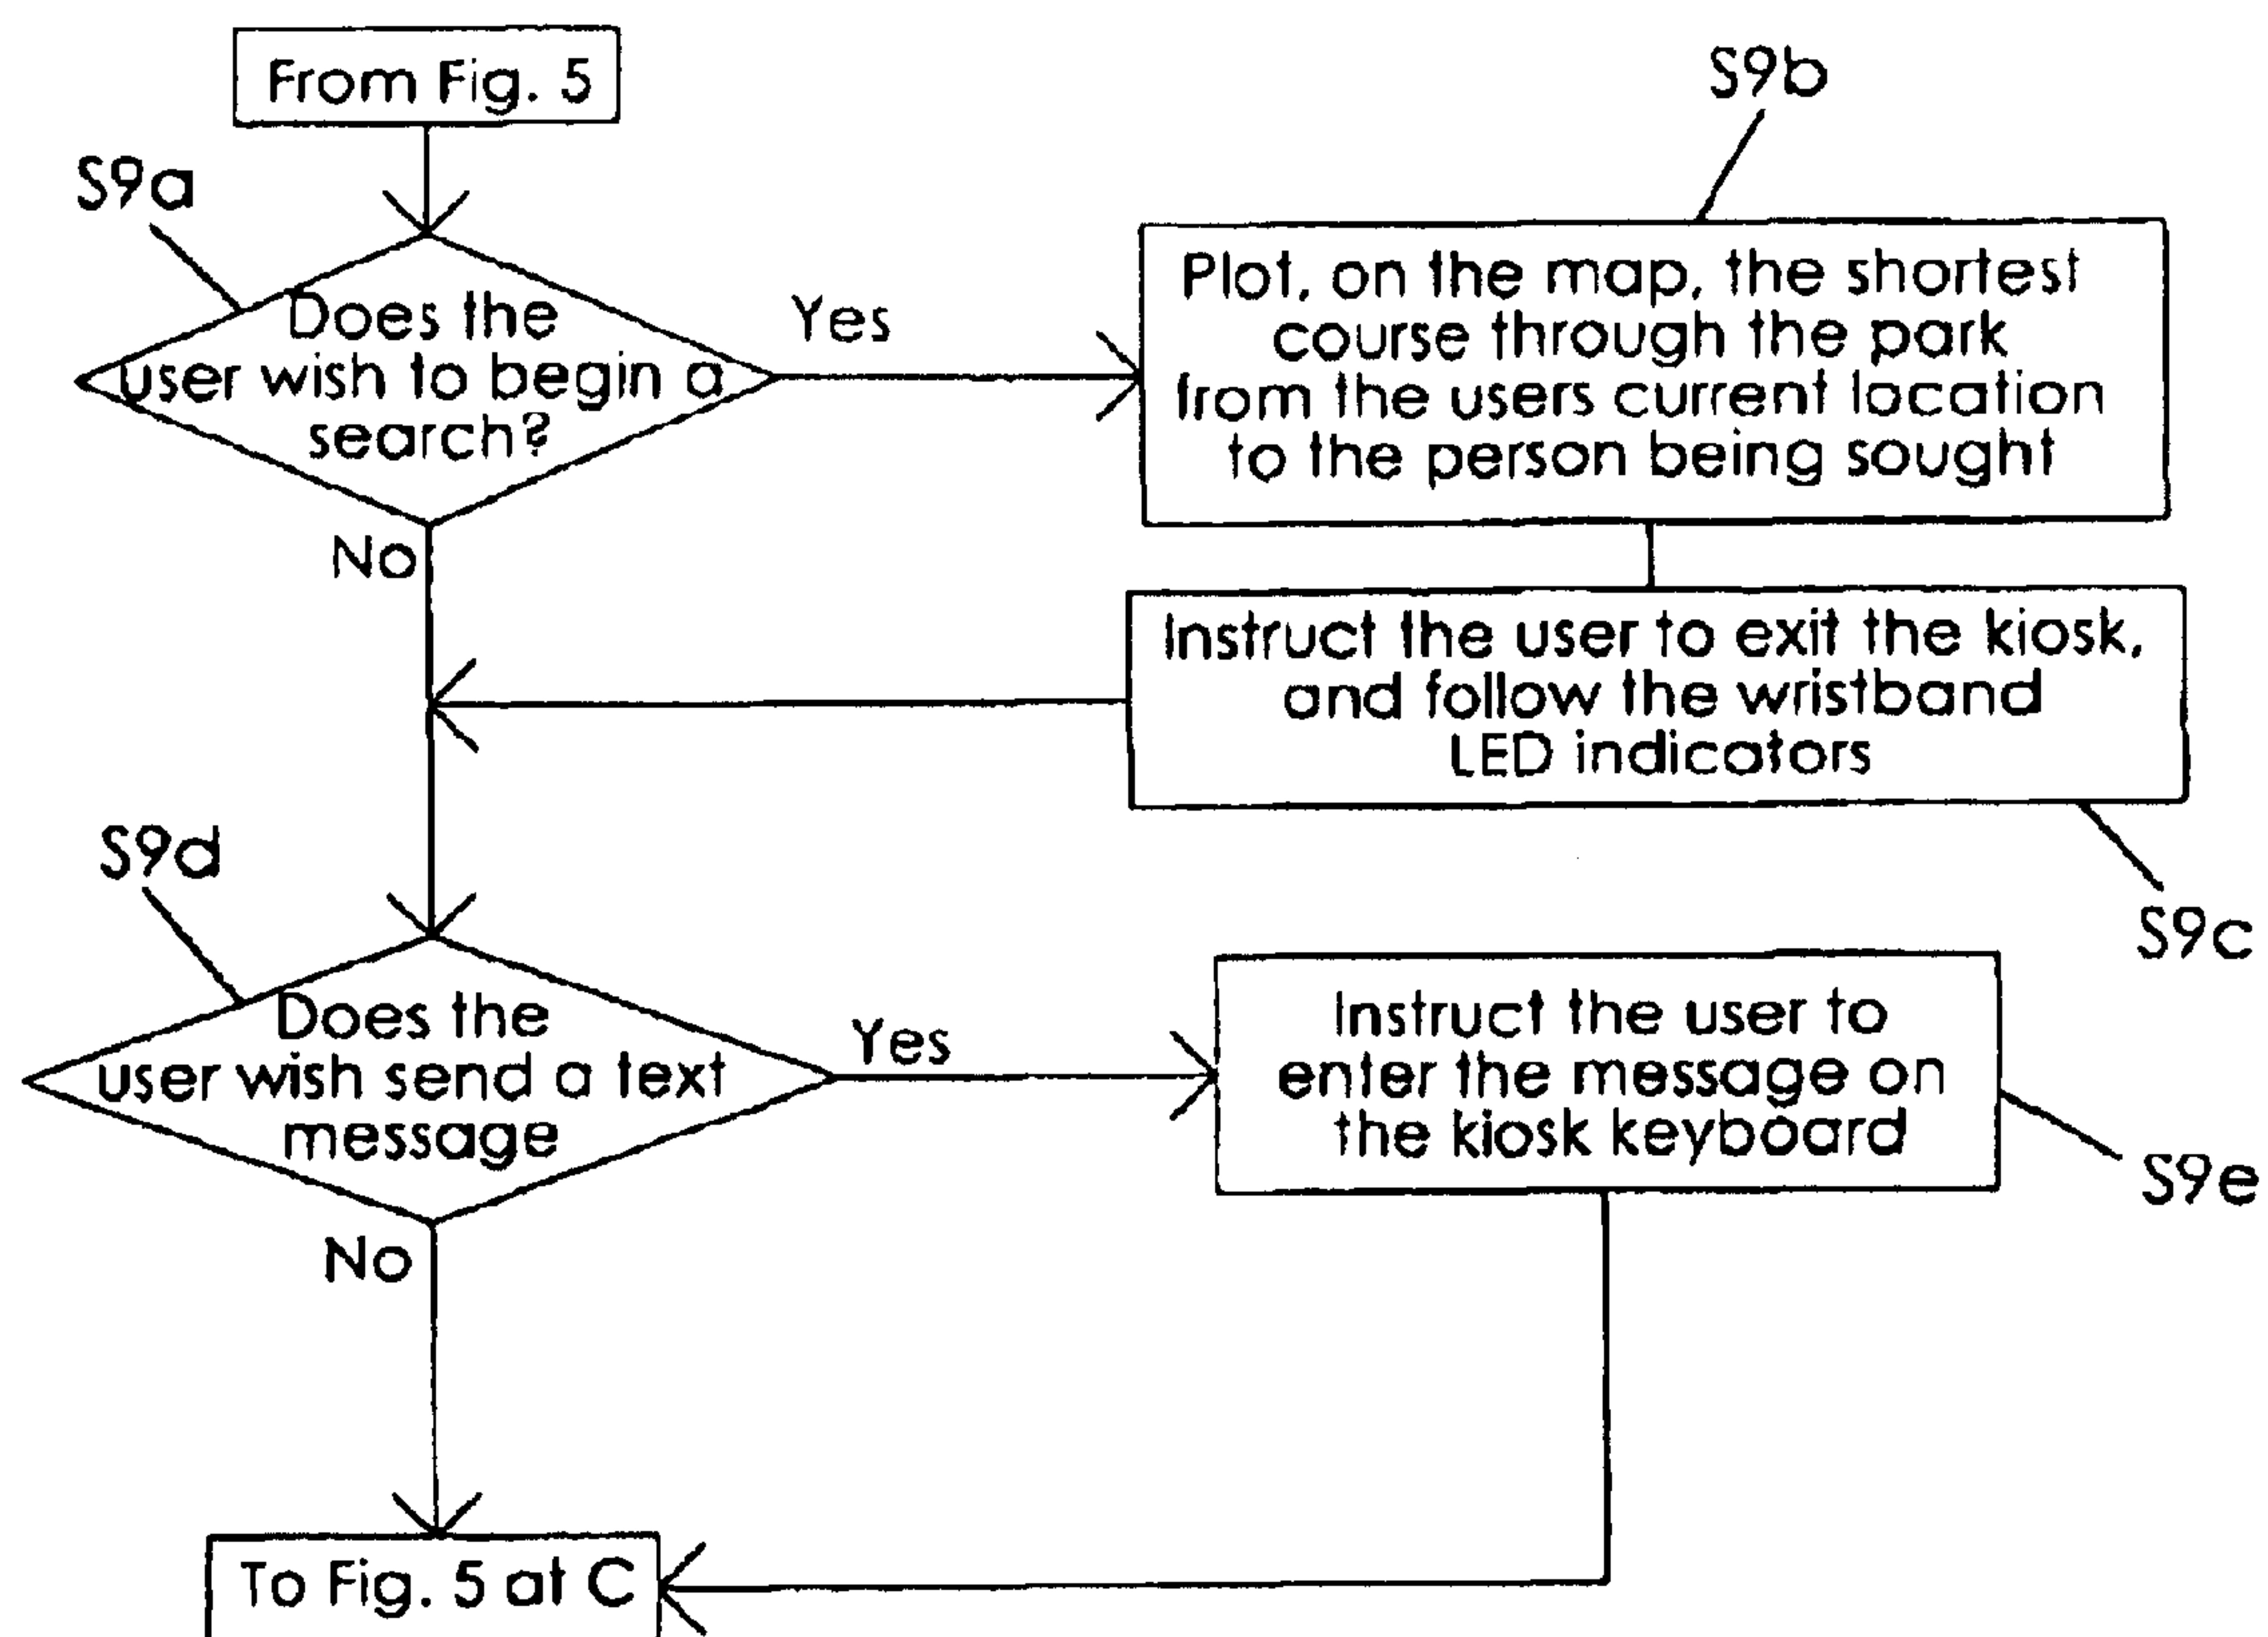 From Fig. 5
S9a
Does the
user wish to begin a
search?
Yes
No
S9b
Plot, on the map, the shortest
course through the park
from the users current location
to the person being sought
Instruct the user to exit the kiosk,
and follow the wristband
LED indicators
S9c
S9d
Does the
user wish send a text
message
Yes
No
Instruct the user to
enter the message on
the kiosk keyboard
S9e
To Fig. 5 at C